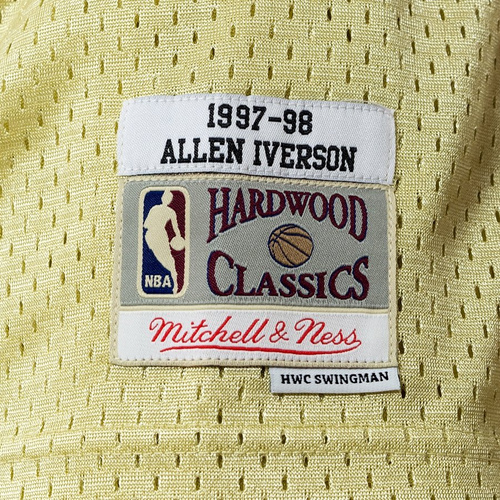 1997-98
ALLEN IVERSON
HARDWOOD
CLASSICS
NBA
Mitchell & Ness
HWC SWINGMAN